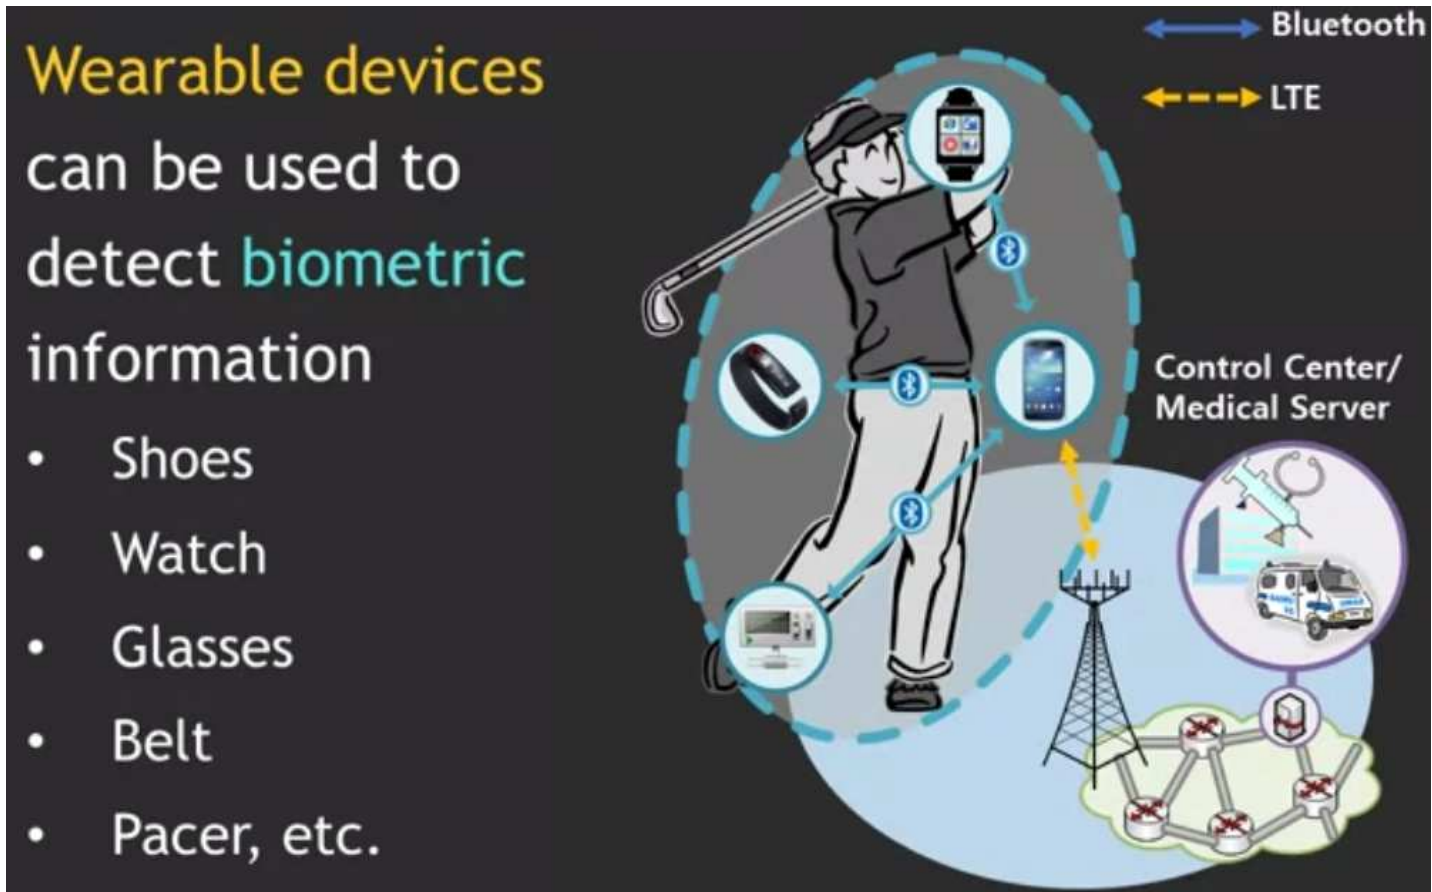 Wearable devices
can be used to
detect biometric
information
• Shoes
• Watch
• Glasses
• Belt
• Pacer, etc.
Bluetooth
LTE
Control Center/
Medical Server